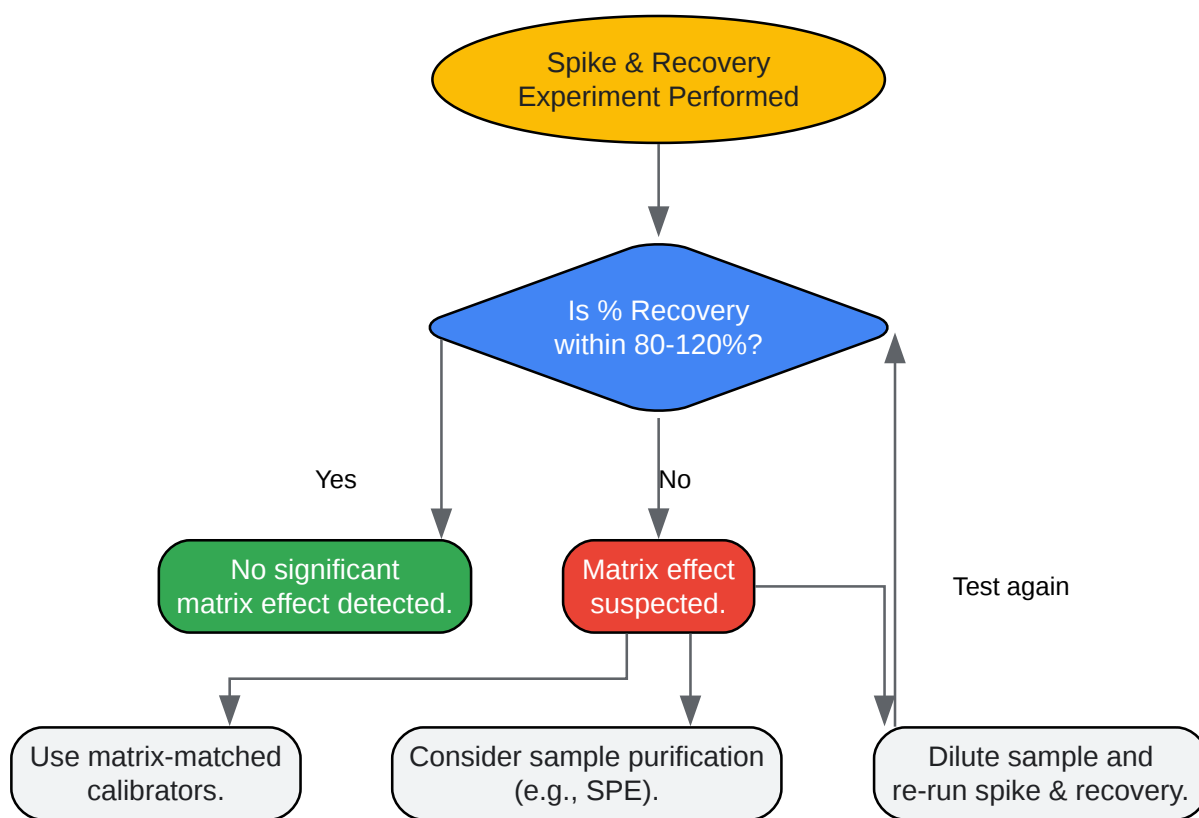 Spike & Recovery
Experiment Performed
Is % Recovery
within 80-120%?
Yes
No
No significant
matrix effect detected.
Matrix effect
suspected.
Test again
Use matrix-matched
calibrators.
Consider sample purification
(e.g., SPE).
Dilute sample and
re-run spike & recovery.